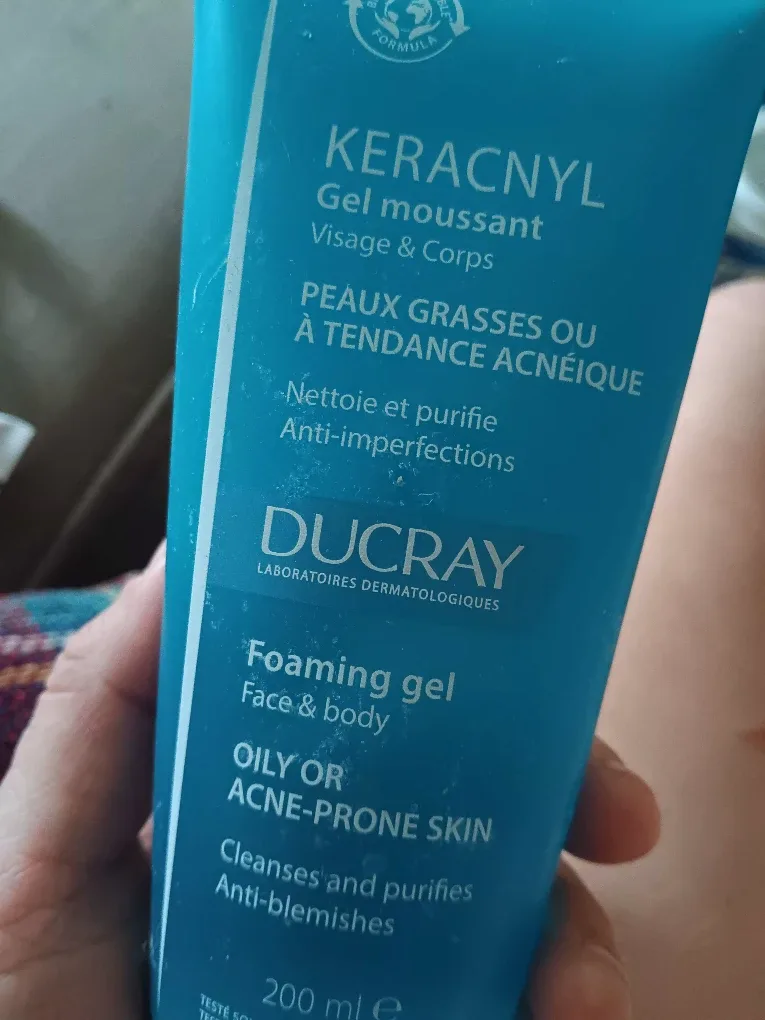 FORMULA
KERACNYL
Gel moussant
Visage & Corps
PEAUX GRASSES OU
À TENDANCE ACNÉIQUE
Nettoie et purifie
Anti-imperfections
DUCRAY
LABORATOIRES DERMATOLOGIQUES
Foaming gel
Face & body
OILY OR
ACNE-PRONE SKIN
Cleanses and purifies
Anti-blemishes
200 ml e
TESTÉ